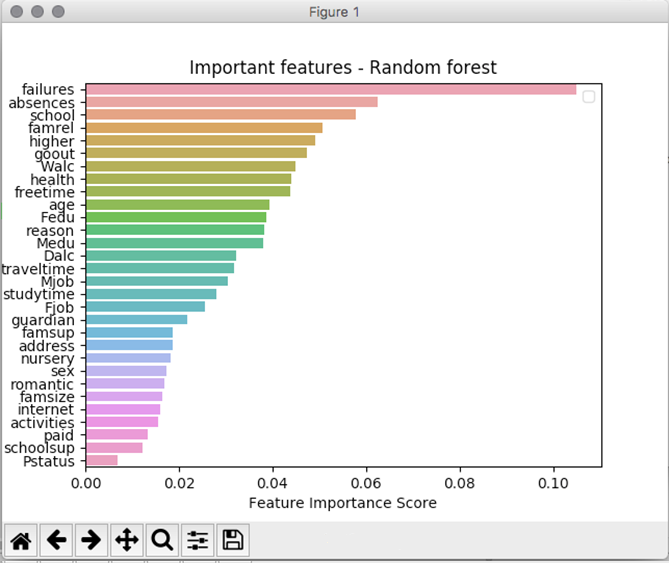 Figure 1
Important features - Random forest
failures
absences
school
famrel
higher
goout
Walc
health
freetime
age
Fedu
reason
Medu
Dalc
traveltime
Mjob
studytime
Fjob
guardian
famsup
address
nursery
sex
romantic
famsize
internet
activities
paid
schoolsup
Pstatus
0.00 0.02 0.04 0.06 0.08 0.10
Feature Importance Score